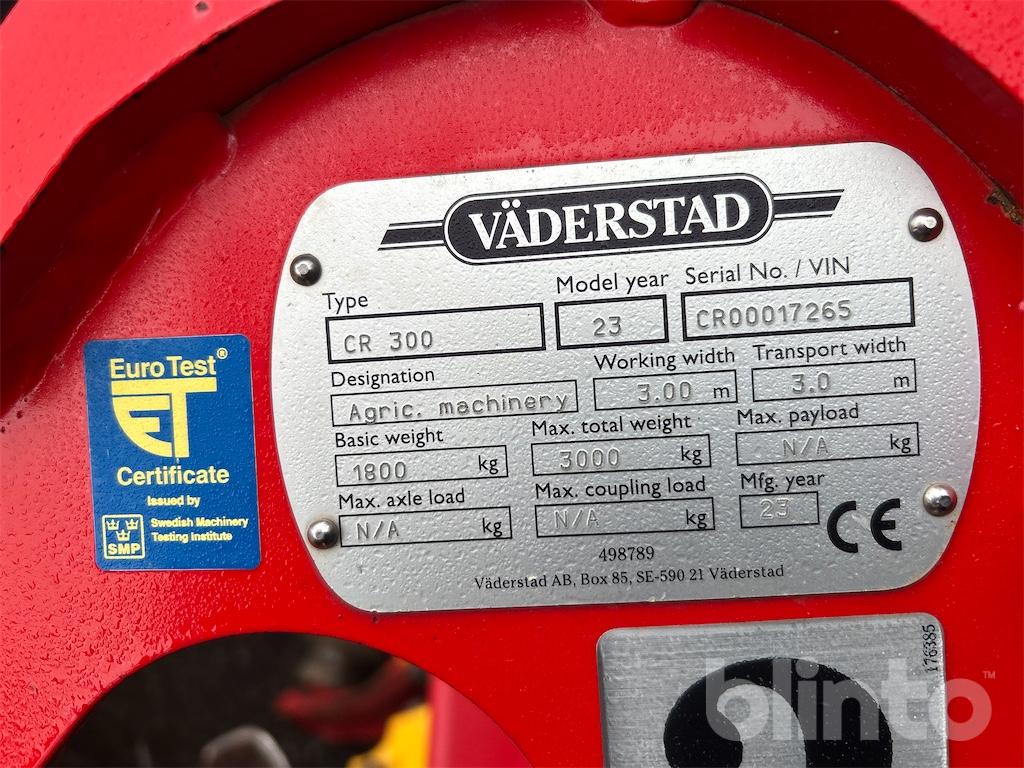 VÄDERSTAD
Type Model year Serial No. / VIN
CR 300 23 CR00017265
Designation Working width Transport width
Agric. machinery 3.00 m 3.0 m
Basic weight Max. total weight Max. payload
1800 kg 3000 kg N/A kg
Max. axle load Max. coupling load Mfg. year
N/A kg N/A kg 23 CE
498789
Väderstad AB, Box 85, SE-590 21 Väderstad
EuroTest®
ET
Certificate
Issued by
Swedish Machinery
Testing Institute
SMP
176385
blinto™